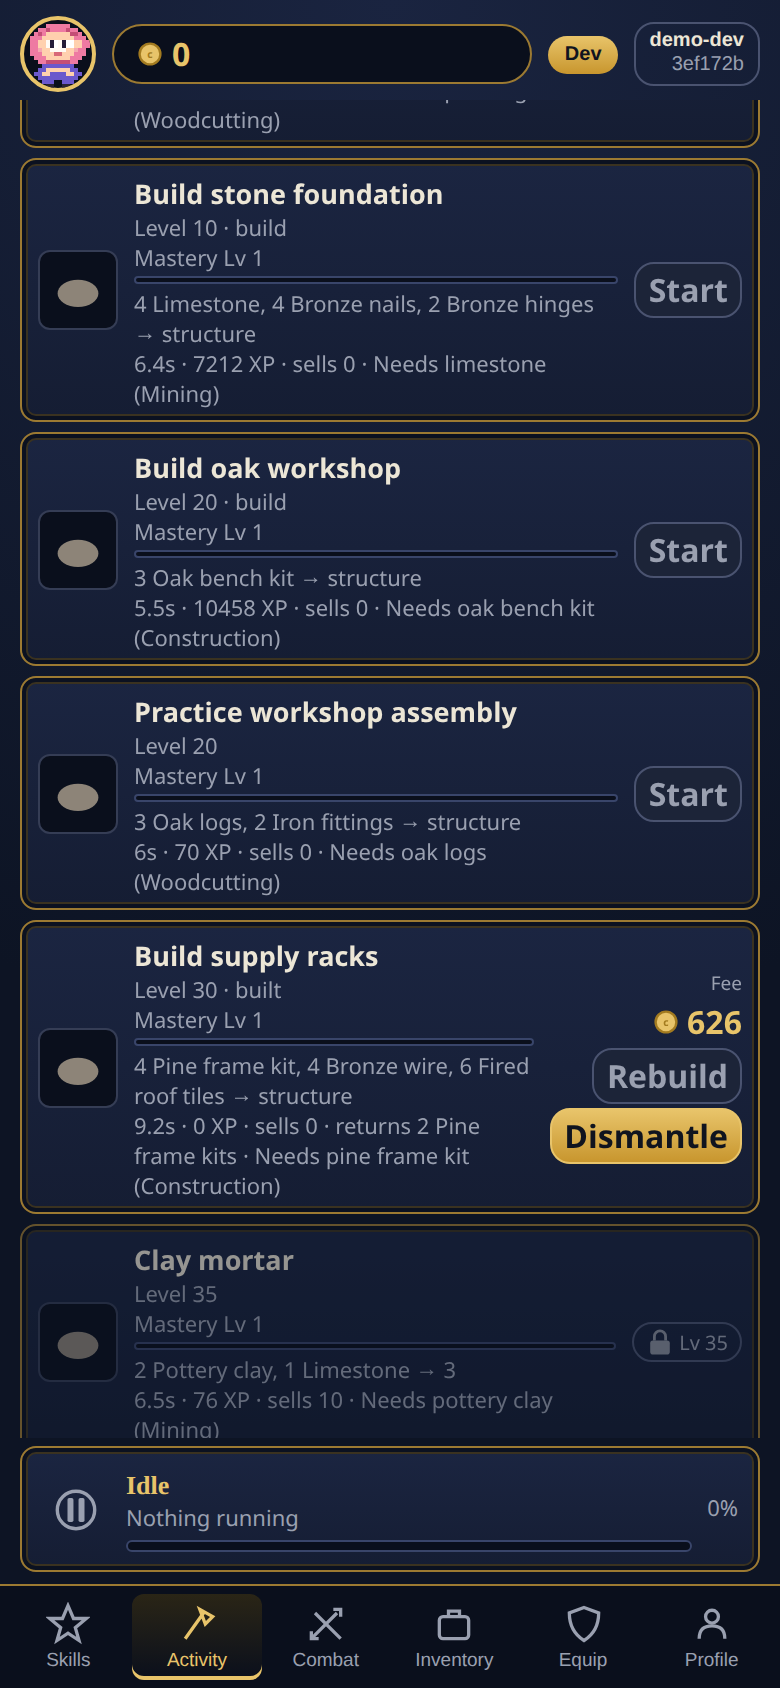 0
Dev
demo-dev
3ef172b
(Woodcutting)
Build stone foundation
Level 10 · build
Mastery Lv 1
4 Limestone, 4 Bronze nails, 2 Bronze hinges
→ structure
6.4s · 7212 XP · sells 0 · Needs limestone
(Mining)
Start
Build oak workshop
Level 20 · build
Mastery Lv 1
3 Oak bench kit → structure
5.5s · 10458 XP · sells 0 · Needs oak bench kit
(Construction)
Start
Practice workshop assembly
Level 20
Mastery Lv 1
3 Oak logs, 2 Iron fittings → structure
6s · 70 XP · sells 0 · Needs oak logs
(Woodcutting)
Start
Build supply racks
Level 30 · built
Mastery Lv 1
4 Pine frame kit, 4 Bronze wire, 6 Fired
roof tiles → structure
9.2s · 0 XP · sells 0 · returns 2 Pine
frame kits · Needs pine frame kit
(Construction)
Fee
626
Rebuild
Dismantle
Clay mortar
Level 35
Mastery Lv 1
2 Pottery clay, 1 Limestone → 3
6.5s · 76 XP · sells 10 · Needs pottery clay
(Mining)
Lv 35
Idle
Nothing running
0%
Skills
Activity
Combat
Inventory
Equip
Profile